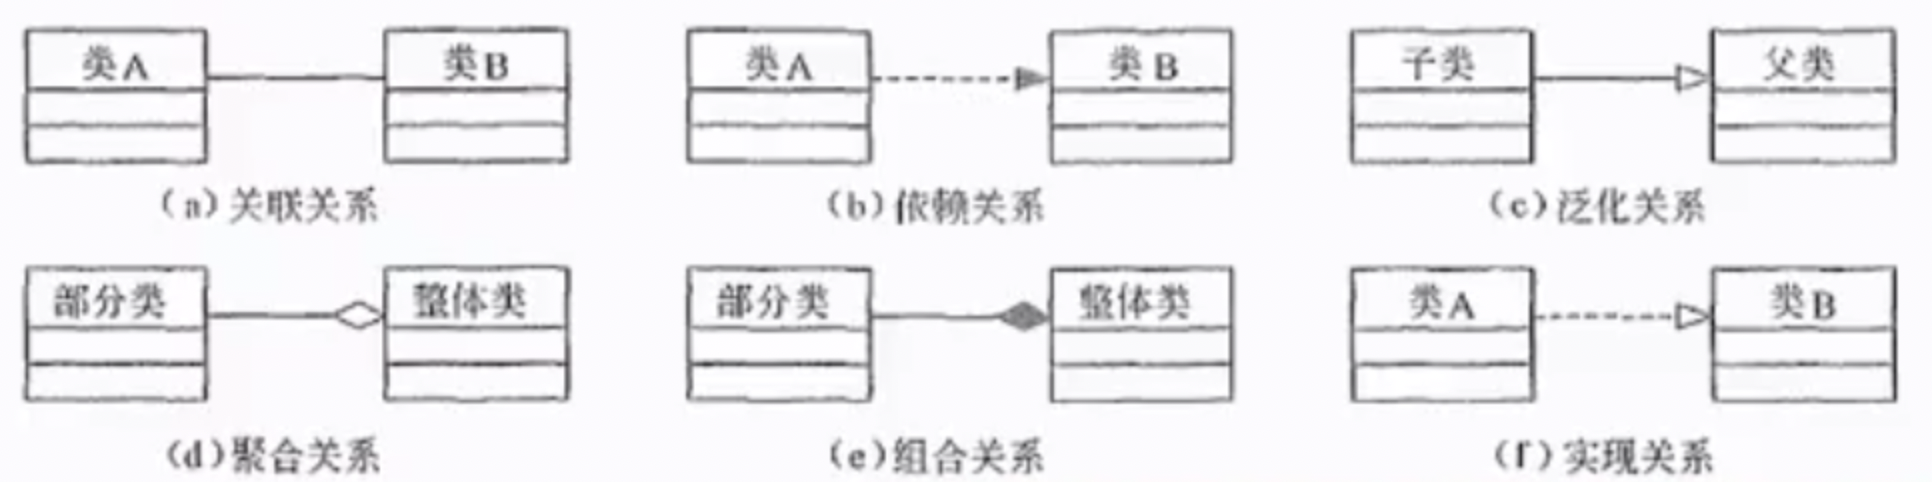 类A 类B 类A 类B 子类 父类
(a)关联关系 (b)依赖关系 (c)泛化关系
部分类 整体类 部分类 整体类 类A 类B
(d)聚合关系 (e)组合关系 (f)实现关系